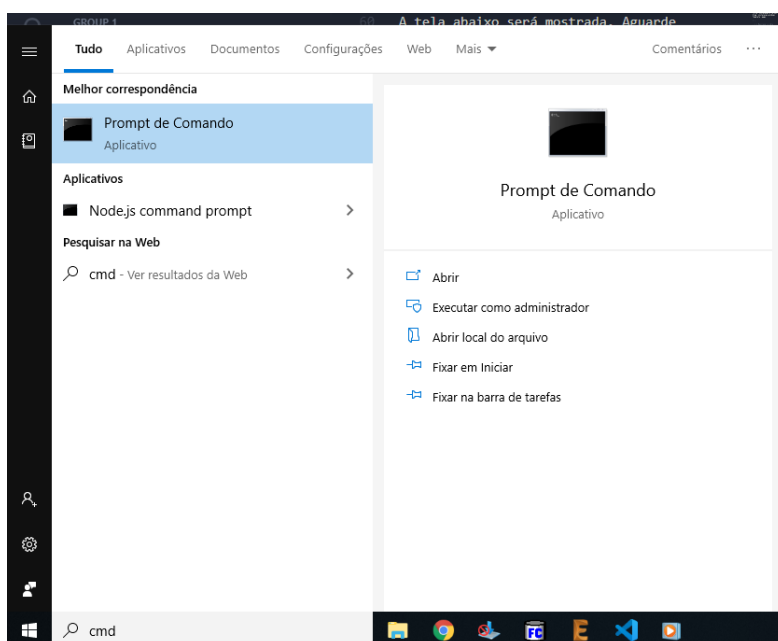 GROUP 1
60 A tela abaixo será mostrada. Aguarde
Tudo Aplicativos Documentos Configurações Web Mais Comentários ...
Melhor correspondência
Prompt de Comando
Aplicativo
Aplicativos
Node.js command prompt
Pesquisar na Web
cmd - Ver resultados da Web
Prompt de Comando
Aplicativo
Abrir
Executar como administrador
Abrir local do arquivo
Fixar em Iniciar
Fixar na barra de tarefas
cmd
FC